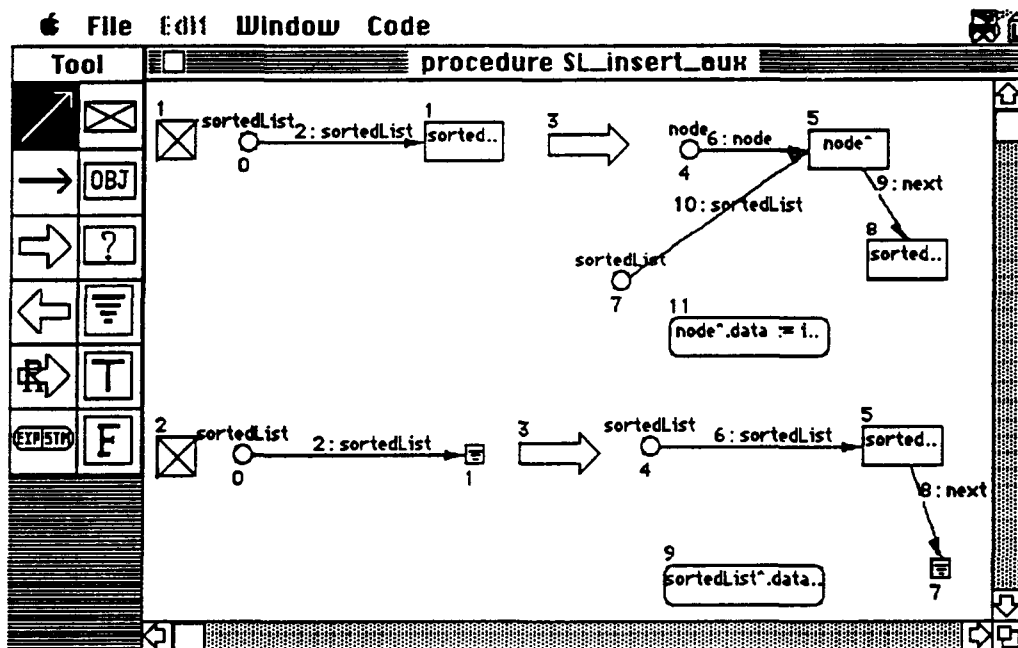 File Edit Window Code
Tool
procedure SL_insert_aux
OBJ
?
R
T
EXP STM
F
1
sortedList
0
2: sortedList
1
sorted..
3
node
4
6: node
5
node^
9: next
10: sortedList
8
sorted..
sortedList
7
11
node^.data := i..
2
sortedList
0
2: sortedList
1
3
sortedList
4
6: sortedList
5
sorted..
8: next
7
9
sortedList^.data..